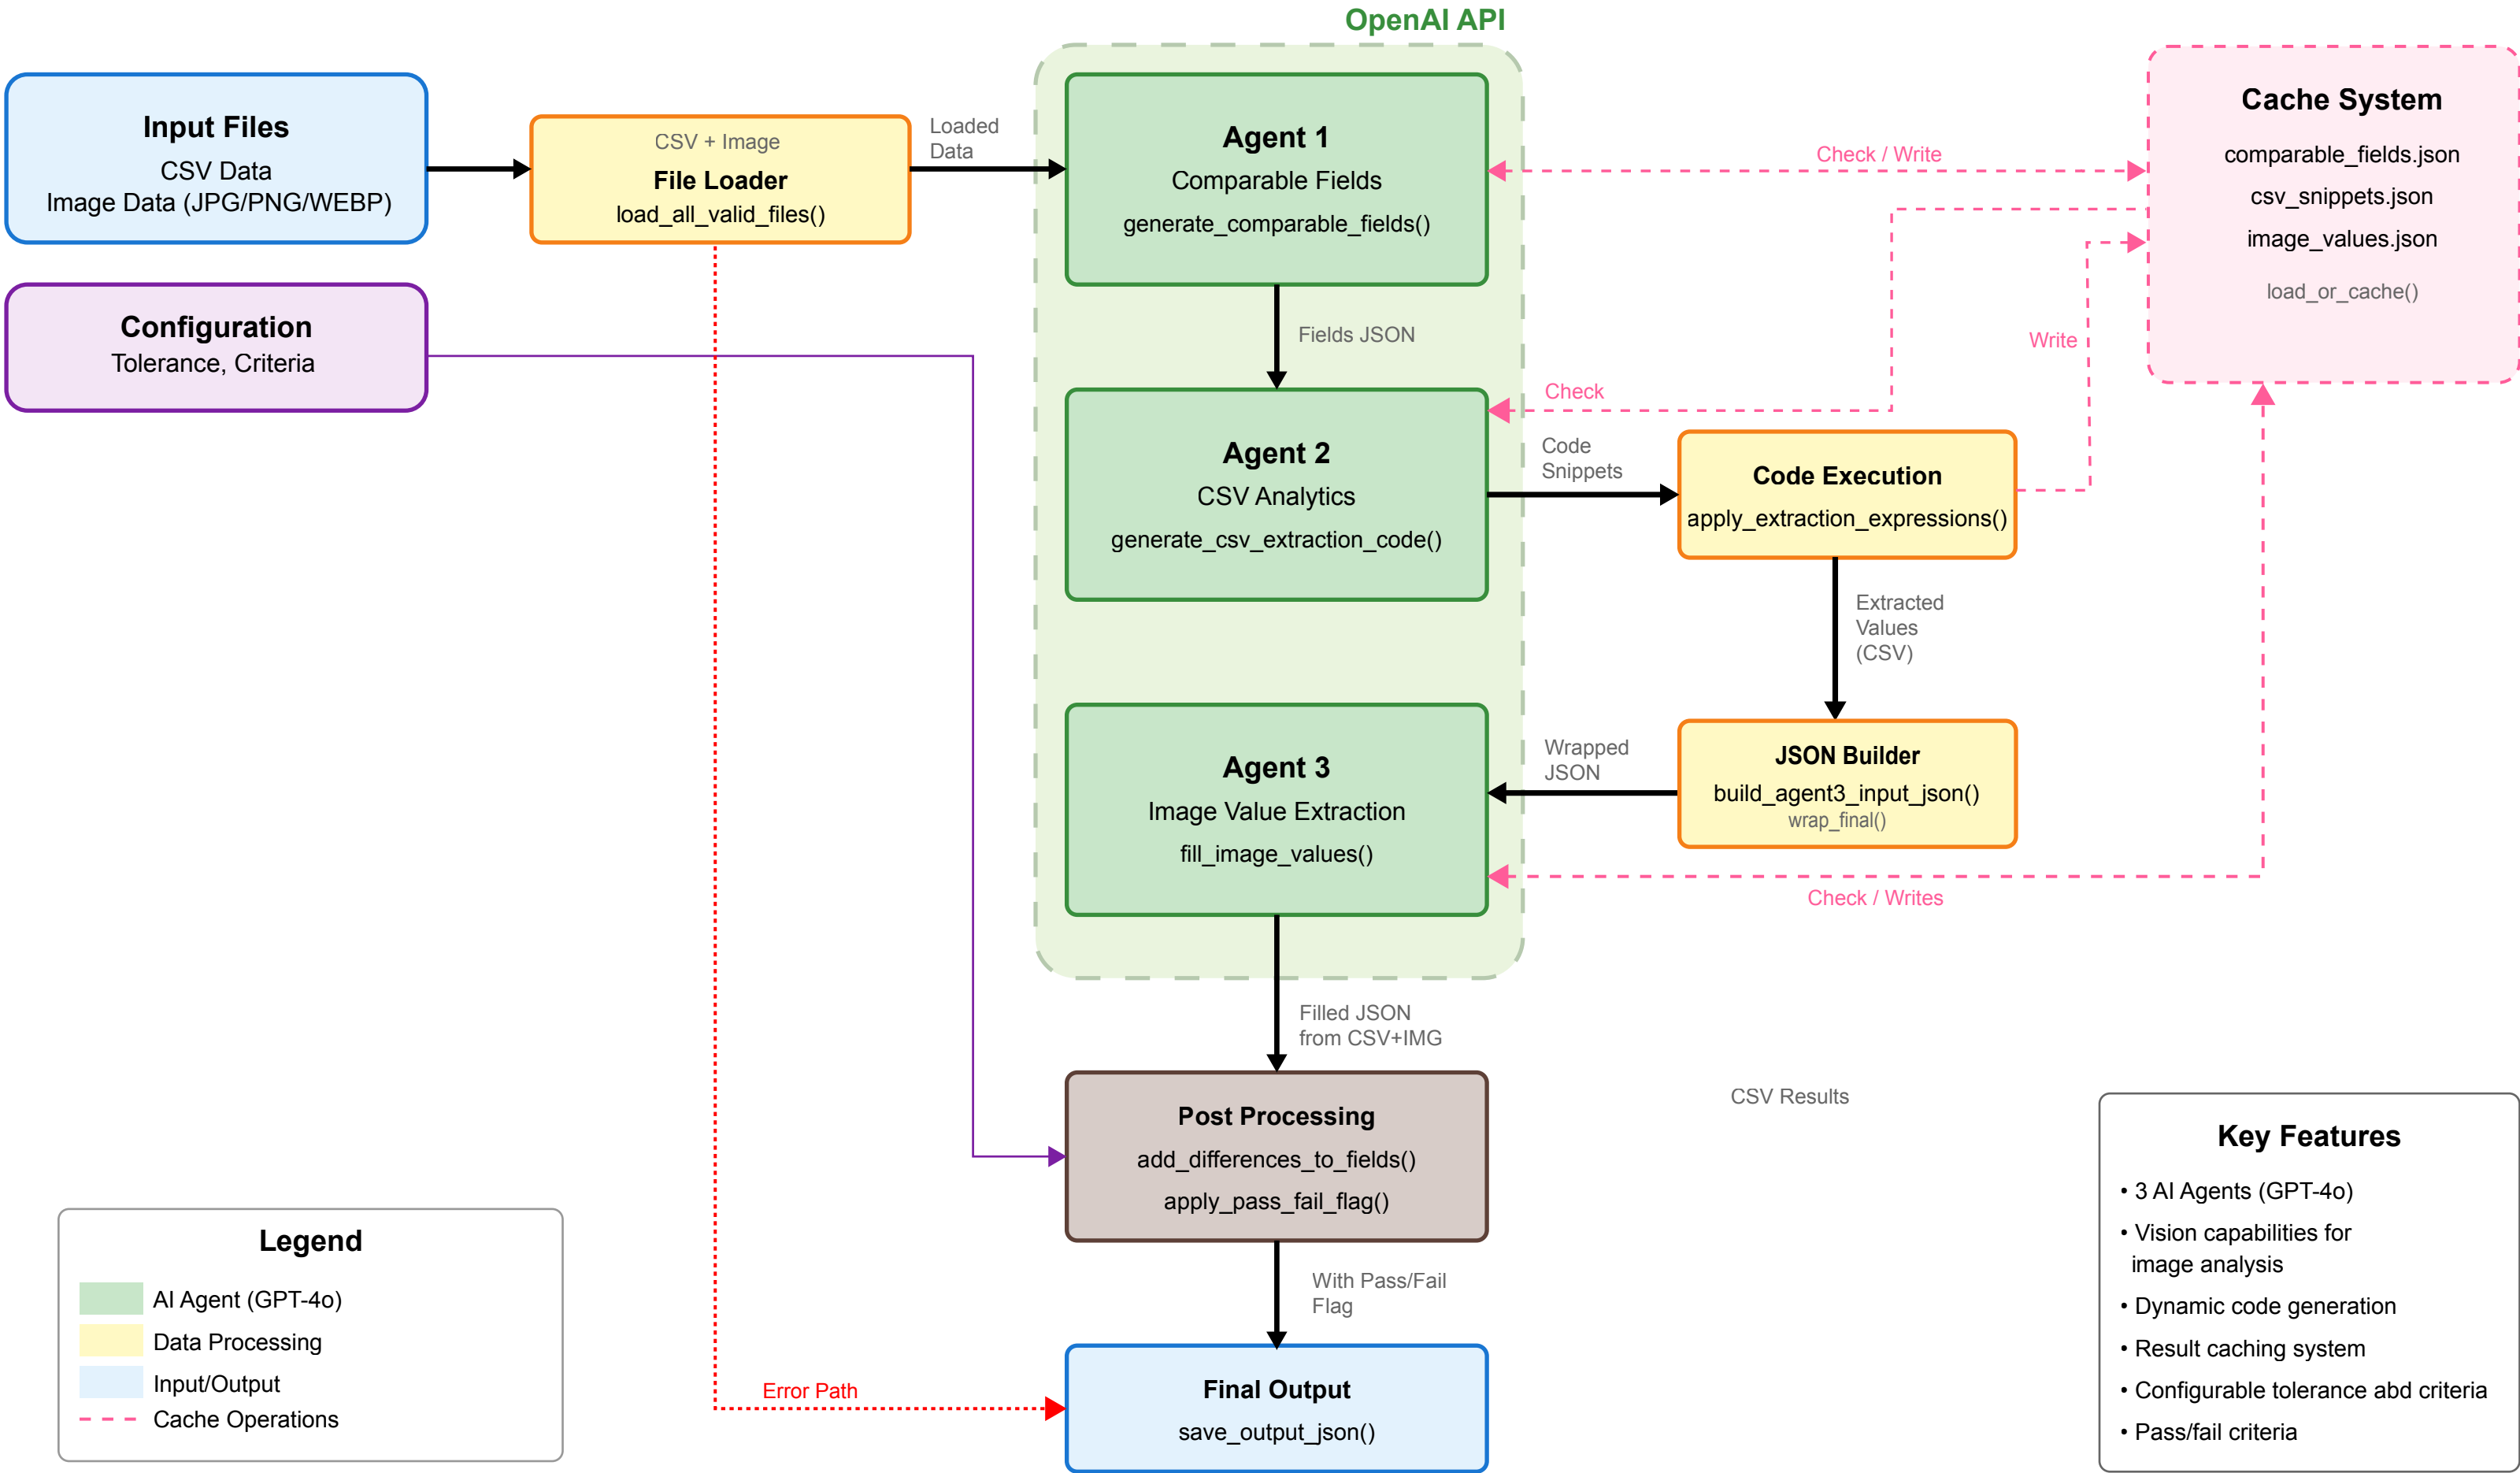 OpenAI API
Input Files
CSV Data
Image Data (JPG/PNG/WEBP)
CSV + Image
File Loader
load_all_valid_files()
Loaded
Data
Agent 1
Comparable Fields
generate_comparable_fields()
Check / Write
Cache System
comparable_fields.json
csv_snippets.json
image_values.json
load_or_cache()
Configuration
Tolerance, Criteria
Fields JSON
Write
Check
Agent 2
CSV Analytics
generate_csv_extraction_code()
Code
Snippets
Code Execution
apply_extraction_expressions()
Extracted
Values
(CSV)
Agent 3
Image Value Extraction
fill_image_values()
Wrapped
JSON
JSON Builder
build_agent3_input_json()
wrap_final()
Check / Writes
Filled JSON
from CSV+IMG
Post Processing
add_differences_to_fields()
apply_pass_fail_flag()
CSV Results
With Pass/Fail
Flag
Error Path
Final Output
save_output_json()
Legend
AI Agent (GPT-4o)
Data Processing
Input/Output
Cache Operations
Key Features
• 3 AI Agents (GPT-4o)
• Vision capabilities for
image analysis
• Dynamic code generation
• Result caching system
• Configurable tolerance abd criteria
• Pass/fail criteria